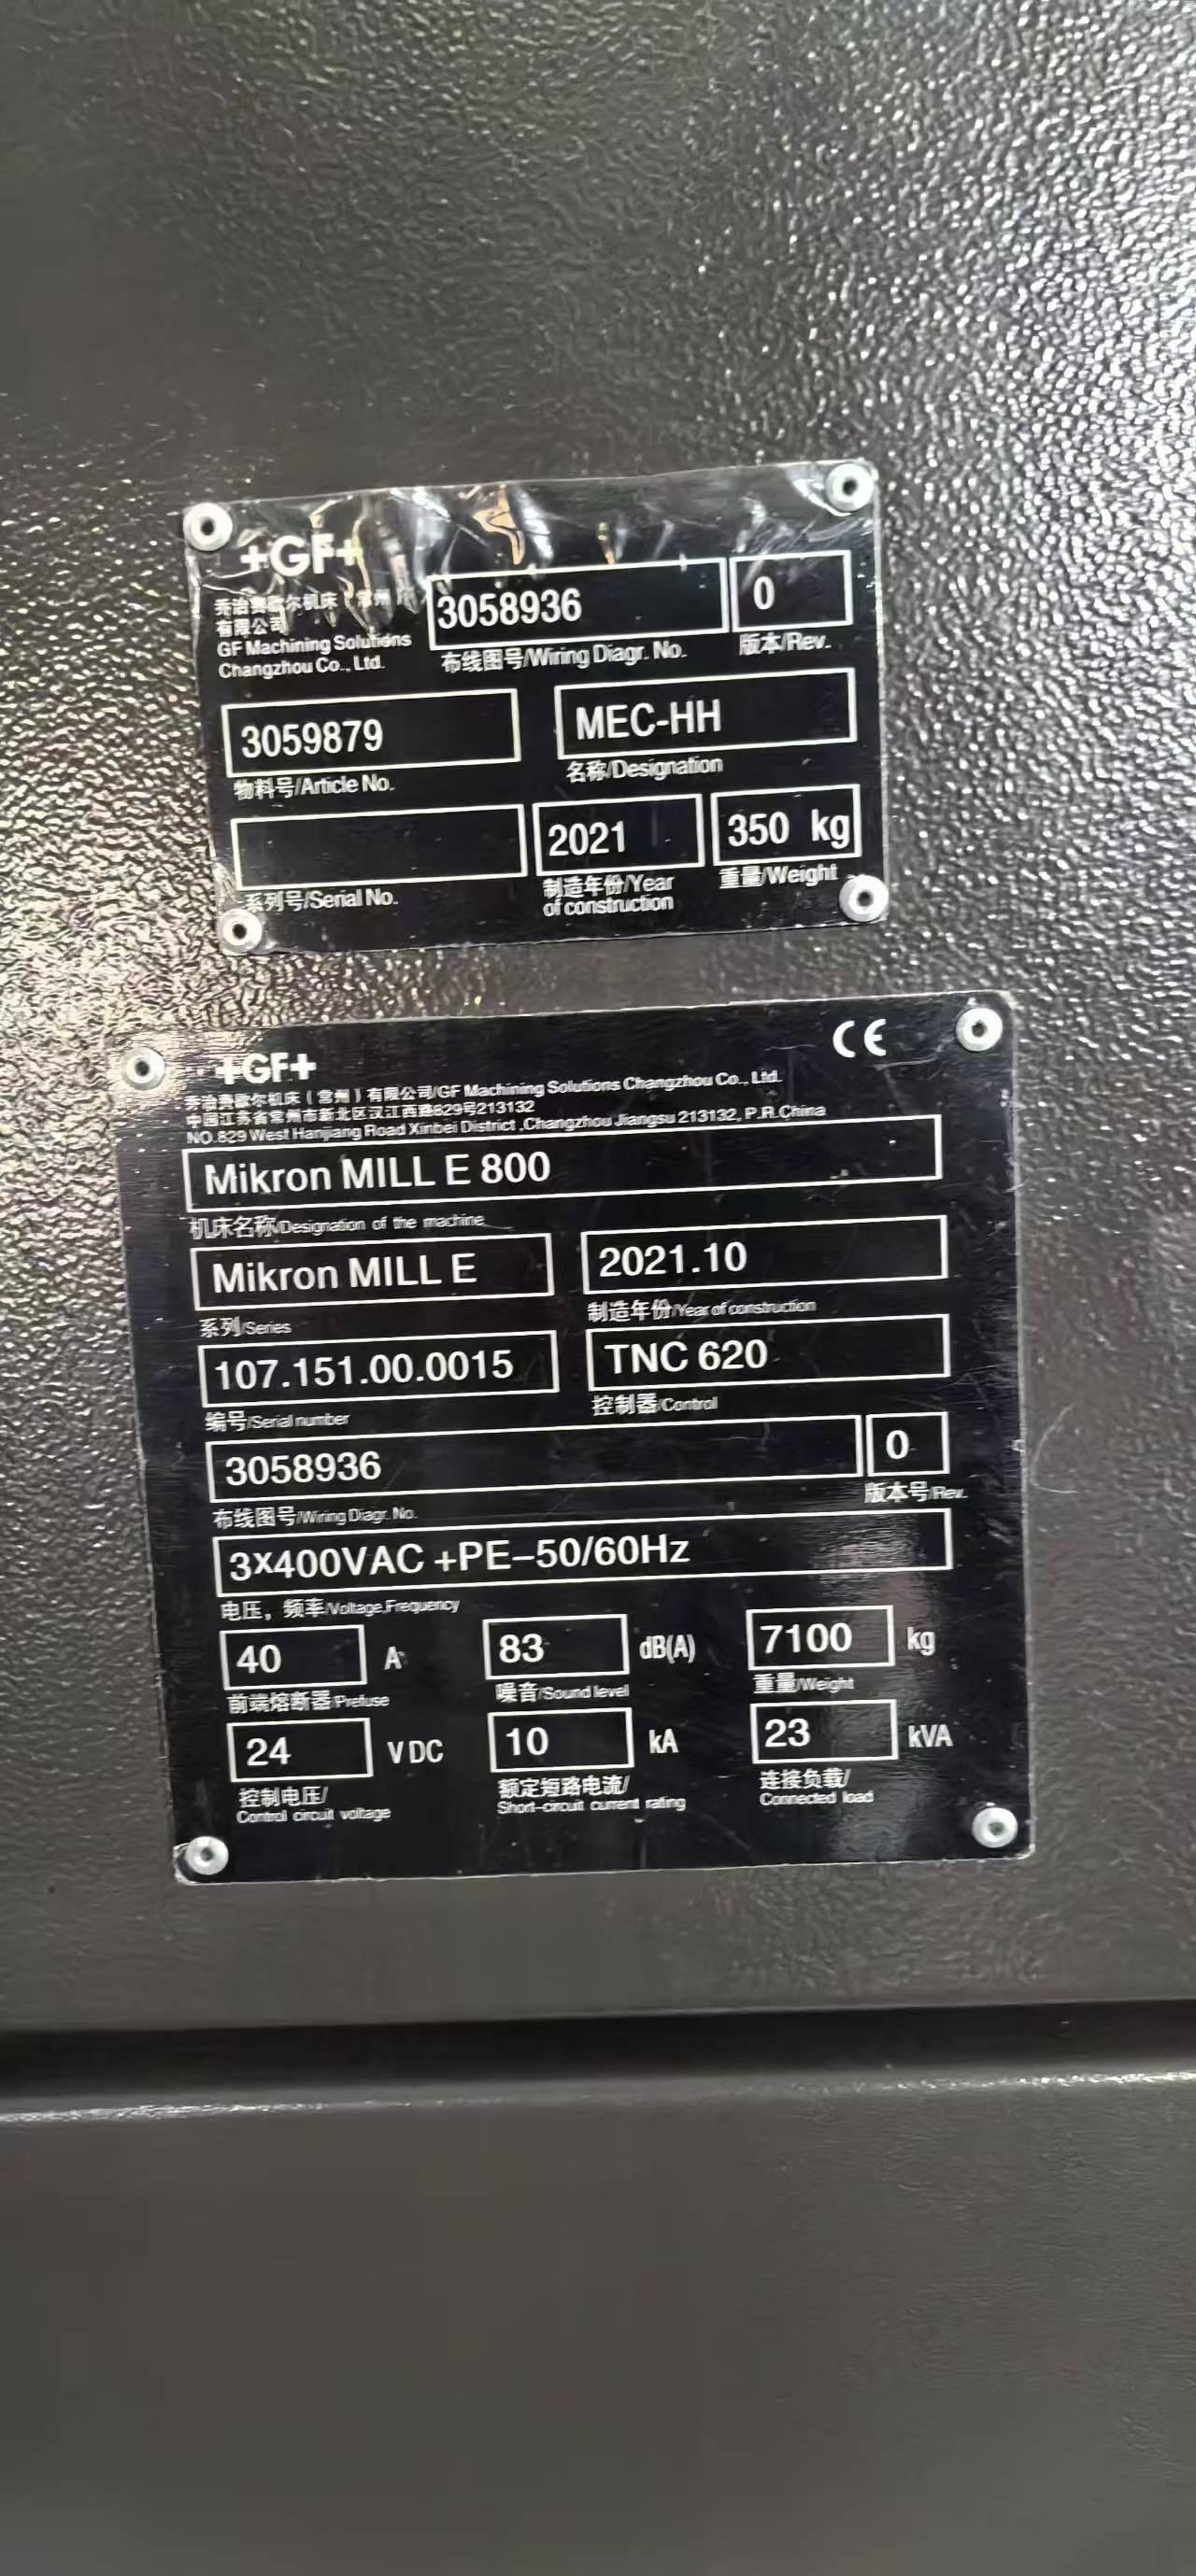 +GF+
乔治费歇尔机床（常州）
有限公司
GF Machining Solutions
Changzhou Co., Ltd.
3058936
0
布线图号/Wiring Diagr. No.
版本/Rev.
3059879
MEC-HH
物料号/Article No.
名称/Designation
2021
350 kg
系列号/Serial No.
制造年份/Year
of construction
重量/Weight
+GF+
CE
乔治费歇尔机床（常州）有限公司/GF Machining Solutions Changzhou Co., Ltd.
中国江苏省常州市新北区汉江西路829号213132
NO.829 West Hanjiang Road Xinbei District ,Changzhou Jiangsu 213132, P.R.China
Mikron MILL E 800
机床名称/Designation of the machine
Mikron MILL E
2021.10
系列/Series
制造年份/Year of construction
107.151.00.0015
TNC 620
编号/Serial number
控制器/Control
3058936
0
布线图号/Wiring Diagr. No.
版本号/Rev.
3x400VAC +PE-50/60Hz
电压，频率/Voltage,Frequency
40 A
83 dB(A)
7100 kg
前端熔断器/Prefuse
噪音/Sound level
重量/Weight
24 V DC
10 kA
23 kVA
控制电压/
Control circuit voltage
额定短路电流/
Short-circuit current rating
连接负载/
Connected load